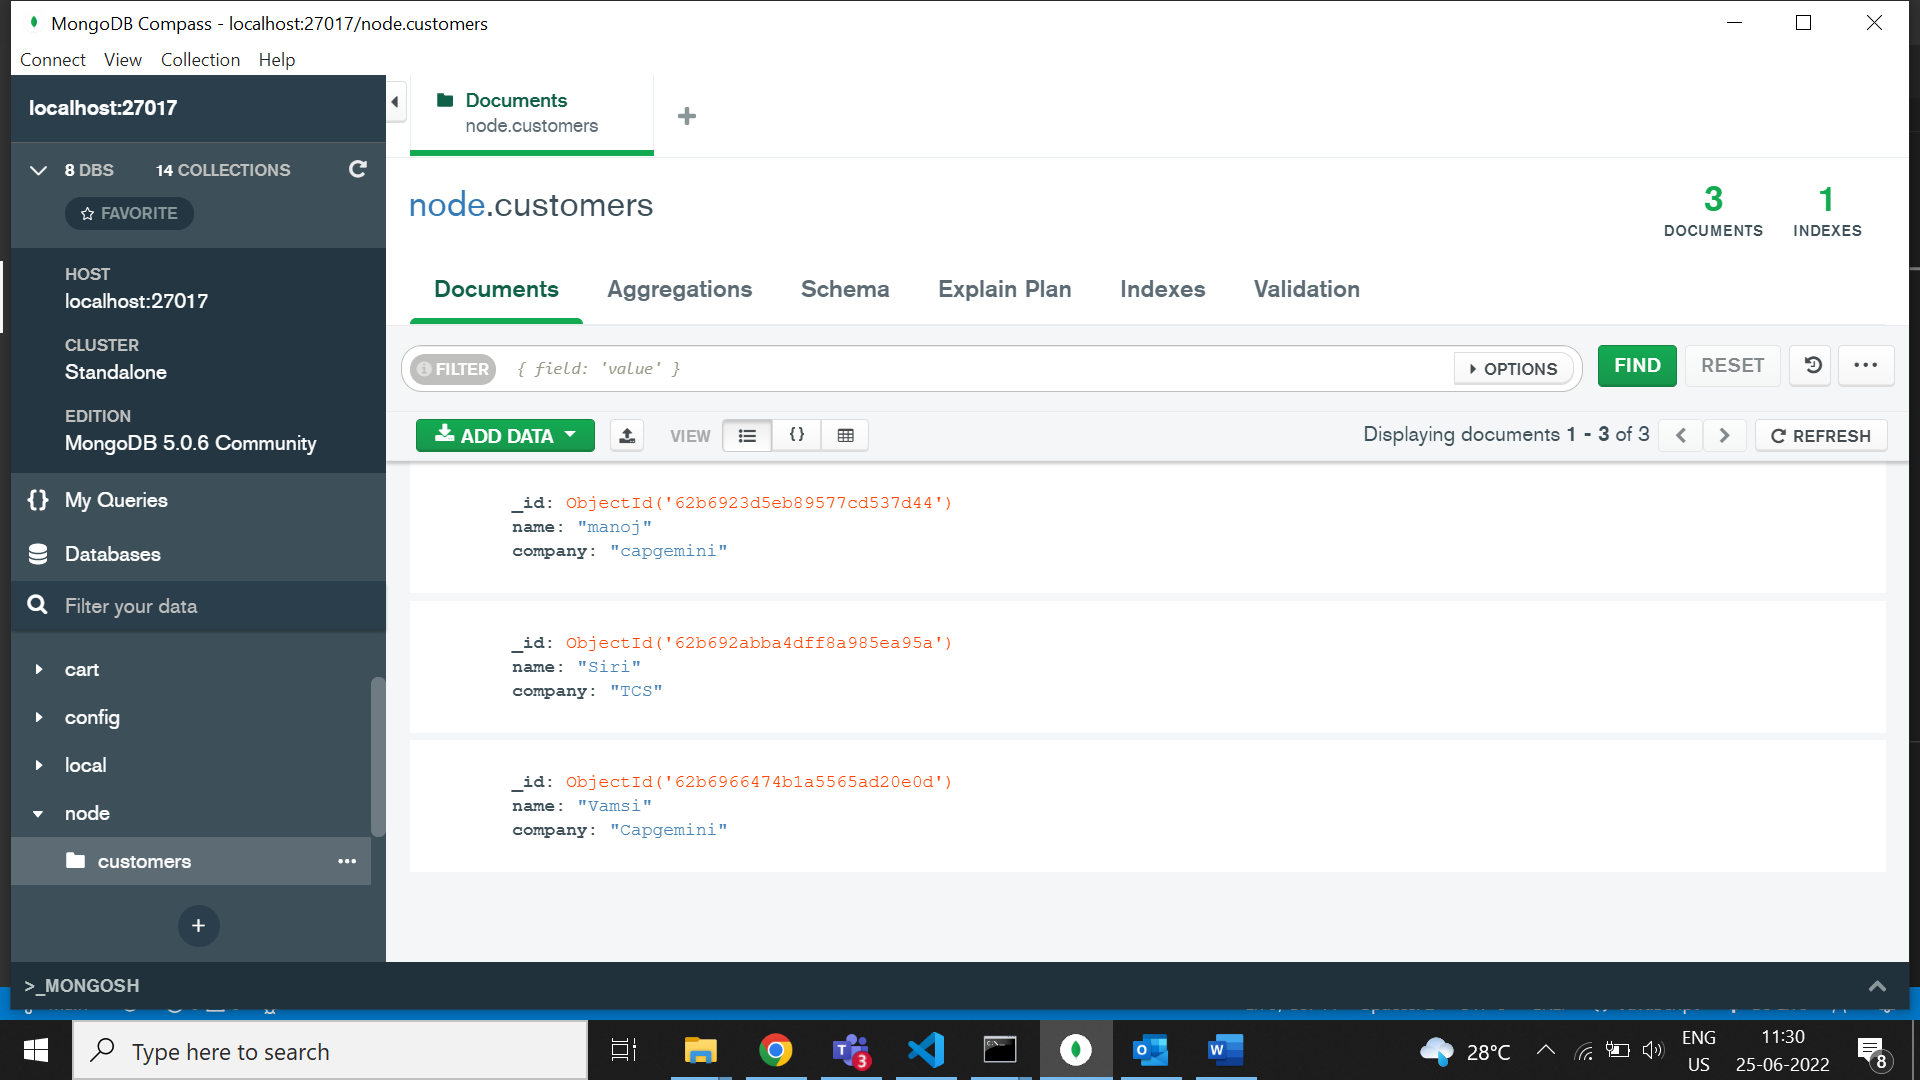 MongoDB Compass - localhost:27017/node.customers
Connect View Collection Help
localhost:27017
8 DBS 14 COLLECTIONS
FAVORITE
HOST
localhost:27017
CLUSTER
Standalone
EDITION
MongoDB 5.0.6 Community
{} My Queries
Databases
Filter your data
cart
config
local
node
customers
+
Documents
node.customers
+
node.customers
3
DOCUMENTS
1
INDEXES
Documents Aggregations Schema Explain Plan Indexes Validation
FILTER { field: 'value' } OPTIONS FIND RESET
ADD DATA VIEW {} Displaying documents 1 - 3 of 3 REFRESH
_id: ObjectId('62b6923d5eb89577cd537d44')
name: "manoj"
company: "capgemini"
_id: ObjectId('62b692abba4dff8a985ea95a')
name: "Siri"
company: "TCS"
_id: ObjectId('62b6966474b1a5565ad20e0d')
name: "Vamsi"
company: "Capgemini"
>_MONGOSH
Type here to search
3
28°C
ENG
US
11:30
25-06-2022
8